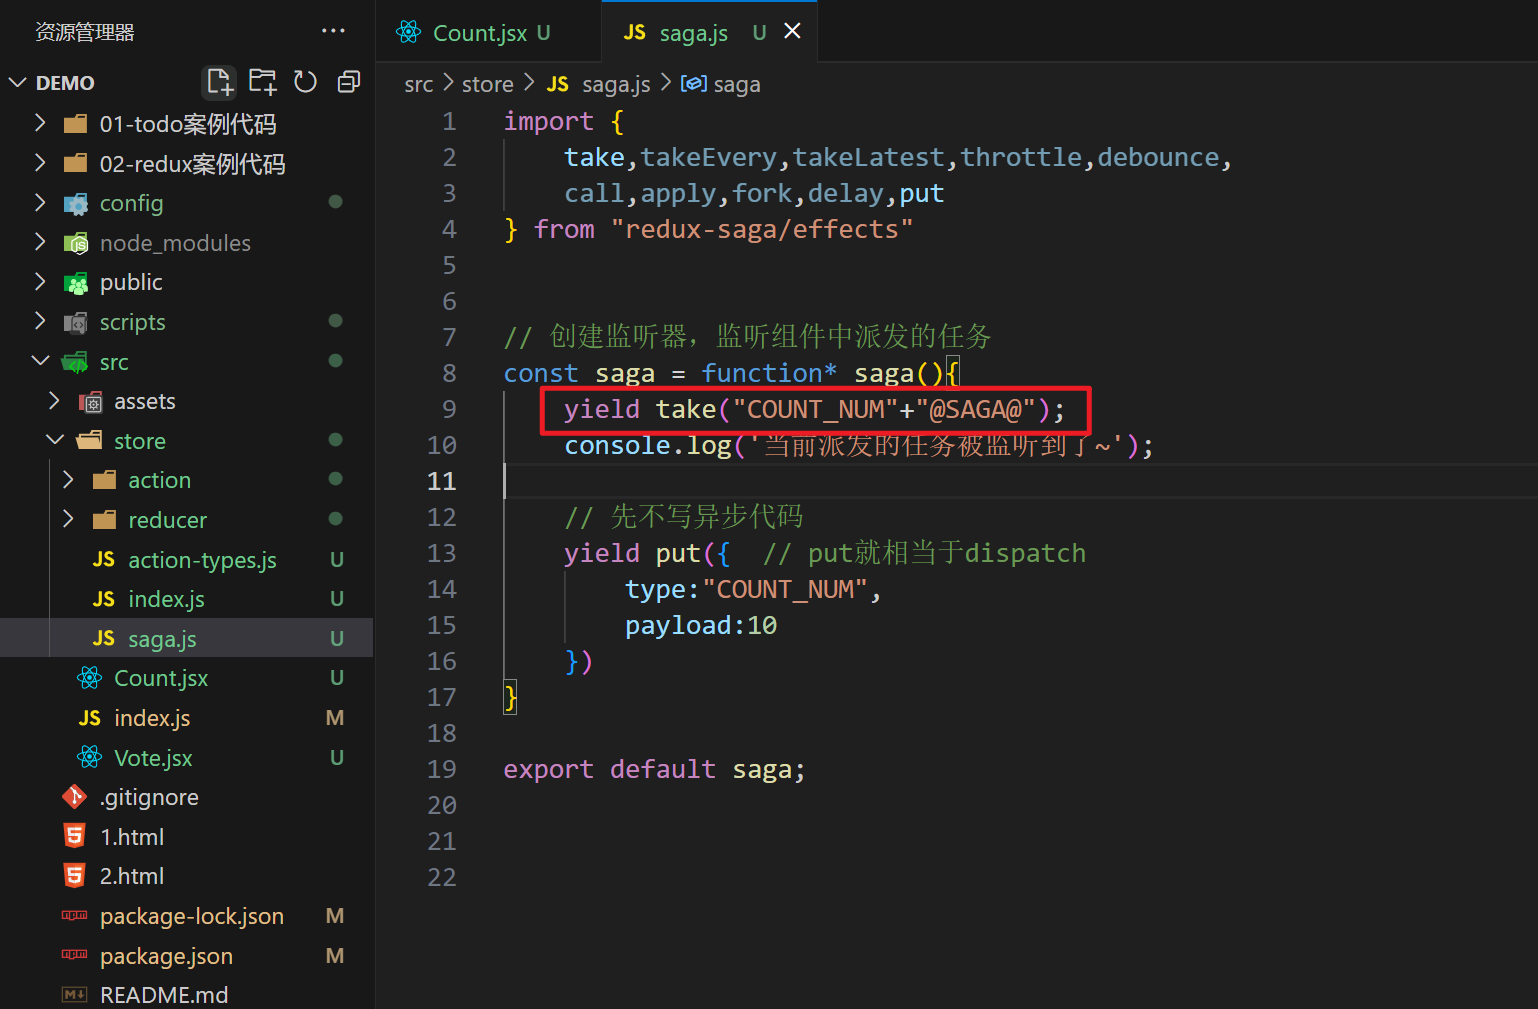 资源管理器 ···
DEMO
01-todo案例代码
02-redux案例代码
config
node_modules
public
scripts
src
assets
store
action
reducer
JS action-types.js U
JS index.js U
JS saga.js U
Count.jsx U
JS index.js M
Vote.jsx U
.gitignore
5 1.html
5 2.html
package-lock.json M
package.json M
README.md
Count.jsx U
JS saga.js U
src > store > JS saga.js > saga
1 import {
2 take,takeEvery,takeLatest,throttle,debounce,
3 call,apply,fork,delay,put
4 } from "redux-saga/effects"
5
6
7 // 创建监听器，监听组件中派发的任务
8 const saga = function* saga(){
9 yield take("COUNT_NUM"+"@SAGA@");
10 console.log('当前派发的任务被监听到了~');
11
12 // 先不写异步代码
13 yield put({ // put就相当于dispatch
14 type:"COUNT_NUM",
15 payload:10
16 })
17 }
18
19 export default saga;
20
21
22